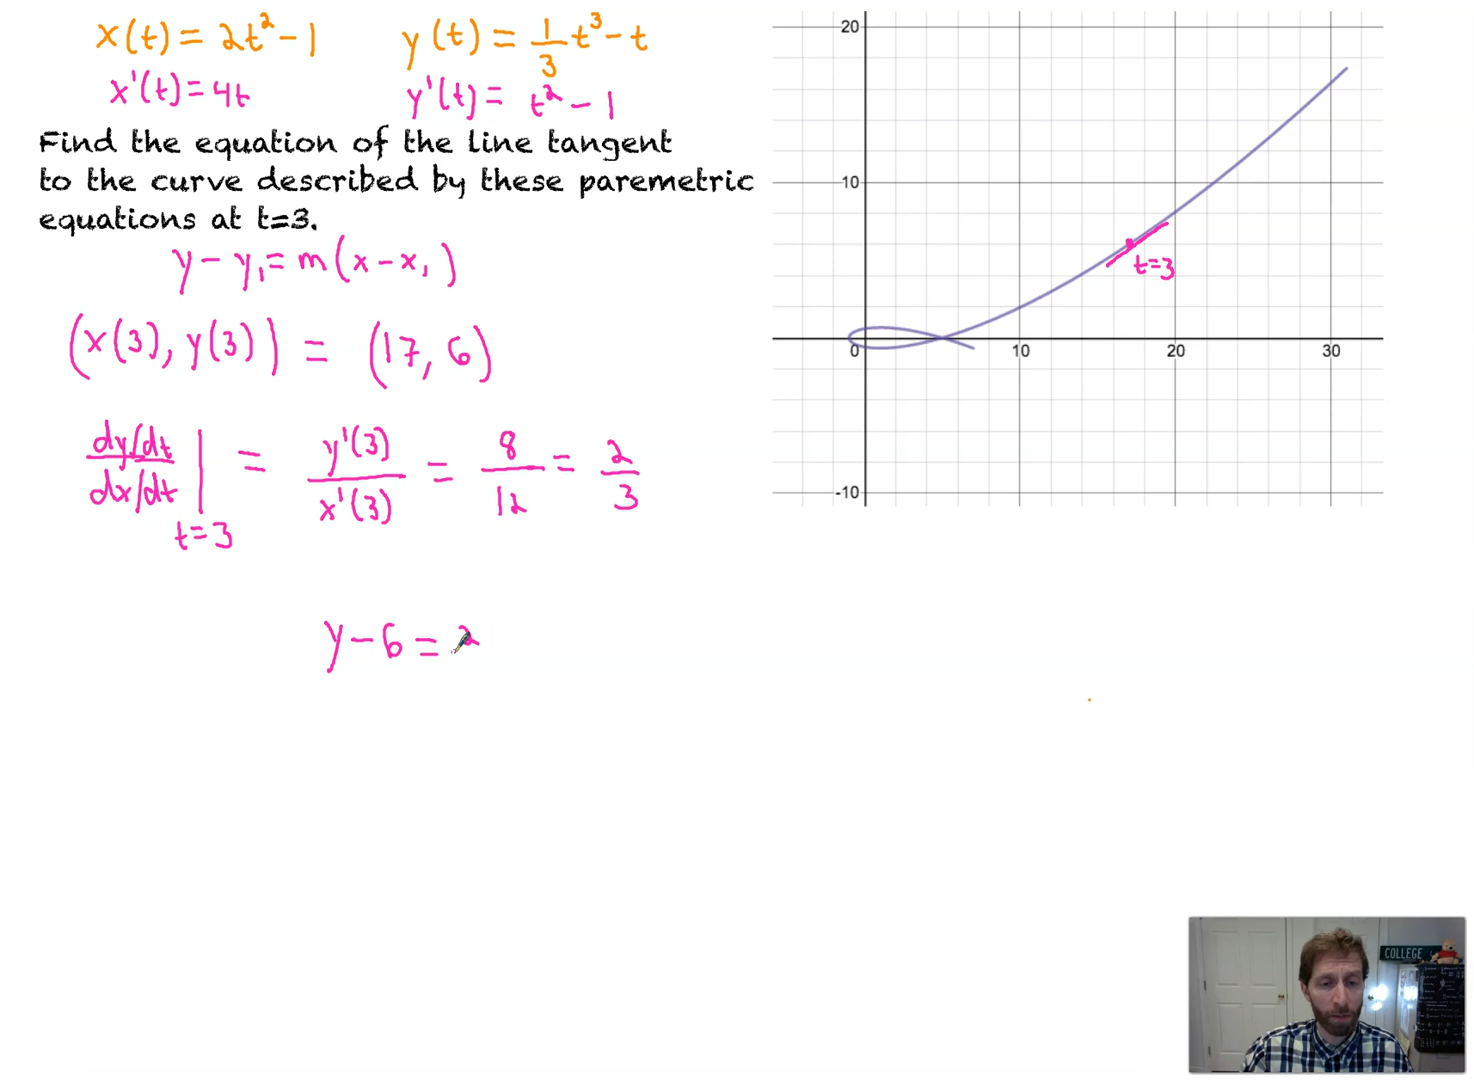 x(t) = 2t² - 1    y(t) = 1/3 t³ - t
x'(t) = 4t    y'(t) = t² - 1
Find the equation of the line tangent
to the curve described by these paremetric
equations at t=3.
y - y₁ = m(x - x₁)
(x(3), y(3)) = (17, 6)
dy/dt / dx/dt | t=3 = y'(3) / x'(3) = 8/12 = 2/3
y - 6 = 2
20
10
0 10 20 30
-10
t=3
COLLEGE